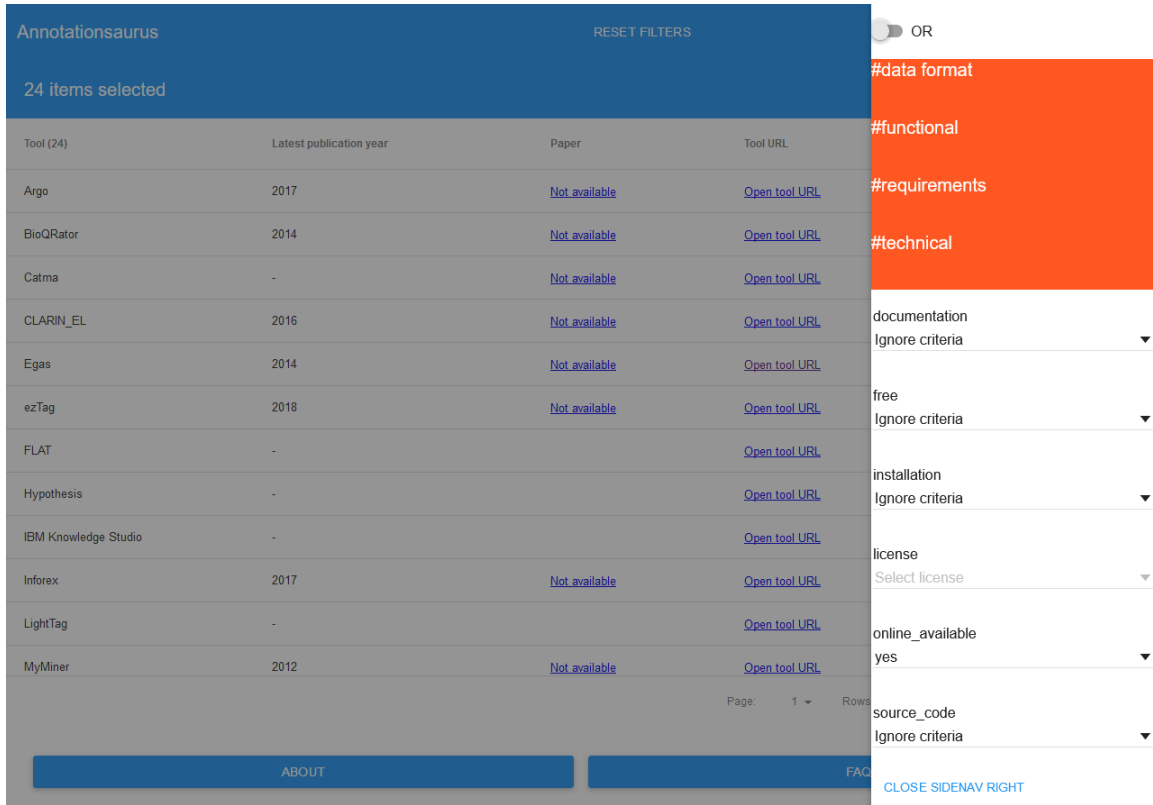 Annotationsaurus RESET FILTERS
24 items selected
Tool (24) Latest publication year Paper Tool URL
Argo 2017 Not available Open tool URL
BioQRator 2014 Not available Open tool URL
Catma - Not available Open tool URL
CLARIN_EL 2016 Not available Open tool URL
Egas 2014 Not available Open tool URL
ezTag 2018 Not available Open tool URL
FLAT - Open tool URL
Hypothesis - Open tool URL
IBM Knowledge Studio - Open tool URL
Inforex 2017 Not available Open tool URL
LightTag - Open tool URL
MyMiner 2012 Not available Open tool URL
Page: 1 Rows
ABOUT FAQ
OR
#data format
#functional
#requirements
#technical
documentation
Ignore criteria
free
Ignore criteria
installation
Ignore criteria
license
Select license
online_available
yes
source_code
Ignore criteria
CLOSE SIDENAV RIGHT